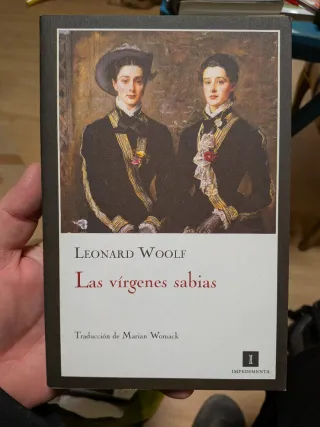 Leonard Woolf
Las vírgenes sabias
Traducción de Marian Womack
I
IMPEDIMENTA